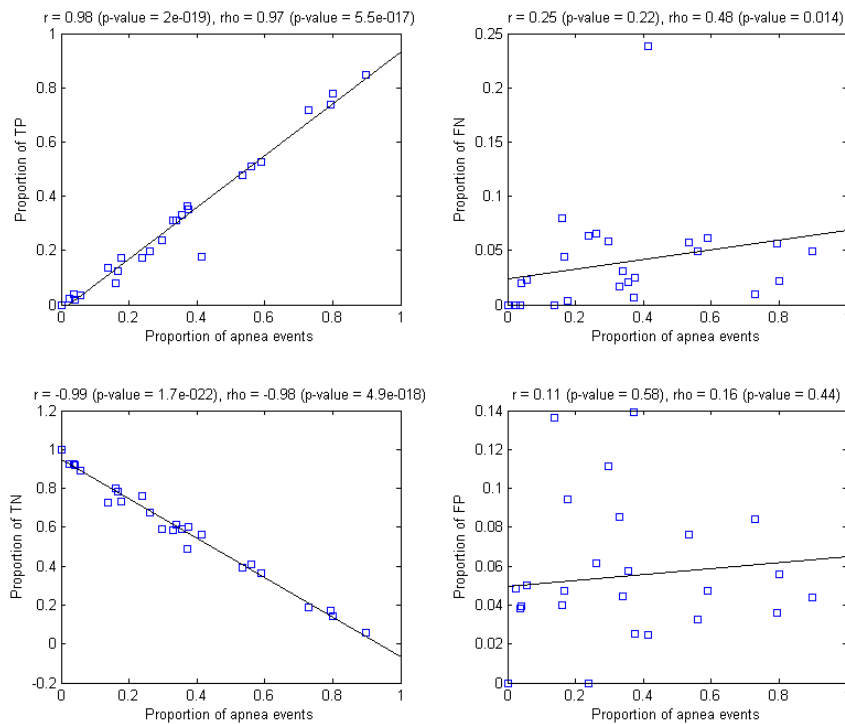 r = 0.98 (p-value = 2e-019), rho = 0.97 (p-value = 5.5e-017)
1
0.8
0.6
0.4
0.2
0
Proportion of TP
0 0.2 0.4 0.6 0.8 1
Proportion of apnea events
r = 0.25 (p-value = 0.22), rho = 0.48 (p-value = 0.014)
0.25
0.2
0.15
0.1
0.05
0
Proportion of FN
0 0.2 0.4 0.6 0.8 1
Proportion of apnea events
r = -0.99 (p-value = 1.7e-022), rho = -0.98 (p-value = 4.9e-018)
1.2
1
0.8
0.6
0.4
0.2
0
-0.2
Proportion of TN
0 0.2 0.4 0.6 0.8 1
Proportion of apnea events
r = 0.11 (p-value = 0.58), rho = 0.16 (p-value = 0.44)
0.14
0.12
0.1
0.08
0.06
0.04
0.02
0
Proportion of FP
0 0.2 0.4 0.6 0.8 1
Proportion of apnea events